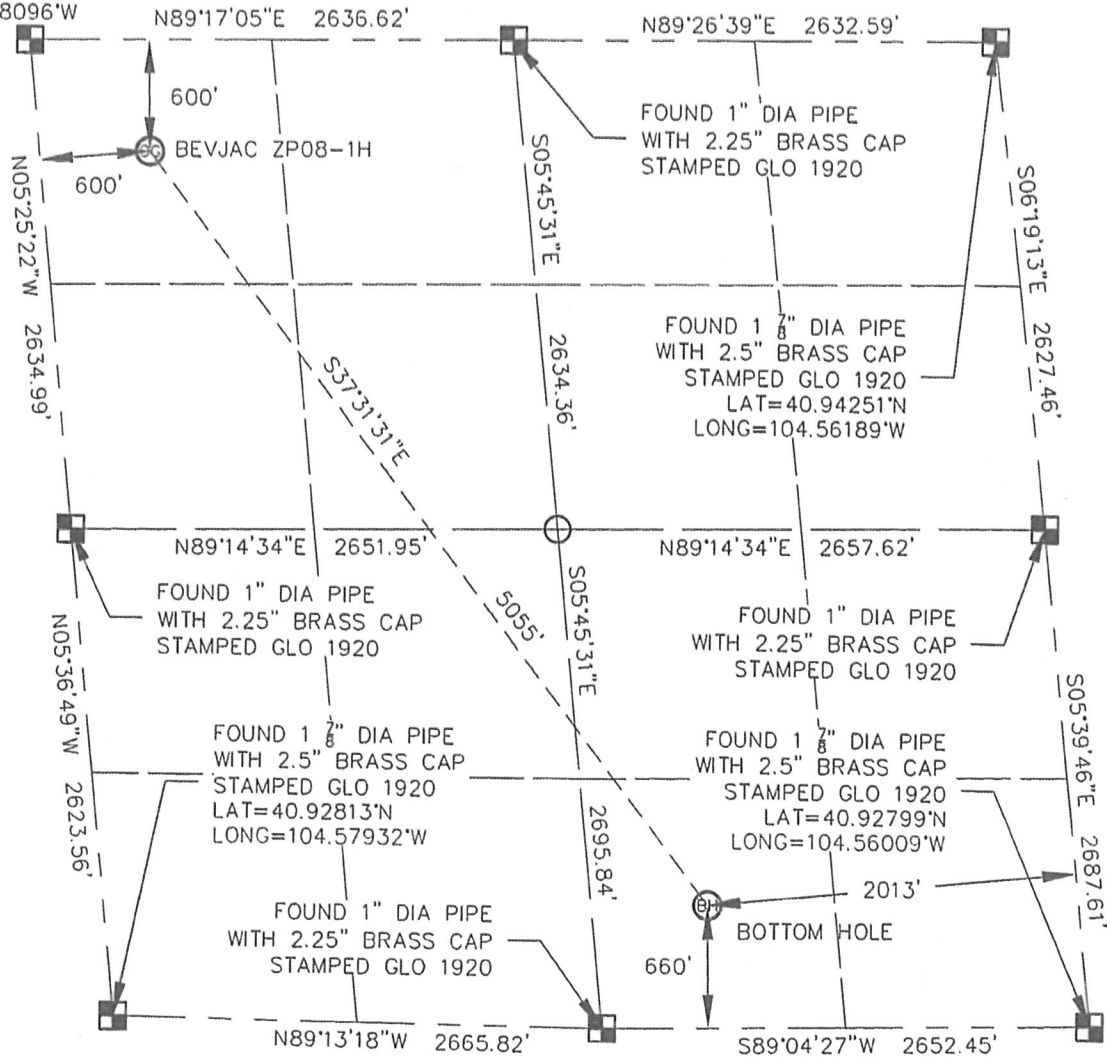 8096°W
N89°17'05"E 2636.62'
N89°26'39"E 2632.59'
600'
BEVJAC ZP08-1H
600'
FOUND 1" DIA PIPE
WITH 2.25" BRASS CAP
STAMPED GLO 1920
N05°25'22"W 2634.99'
S05°45'31"E 2634.36'
S06°19'13"E 2627.46'
FOUND 1 7/8" DIA PIPE
WITH 2.5" BRASS CAP
STAMPED GLO 1920
LAT=40.94251°N
LONG=104.56189°W
S37°31'31"E 5055'
N89°14'34"E 2651.95'
N89°14'34"E 2657.62'
FOUND 1" DIA PIPE
WITH 2.25" BRASS CAP
STAMPED GLO 1920
FOUND 1" DIA PIPE
WITH 2.25" BRASS CAP
STAMPED GLO 1920
N05°36'49"W 2623.56'
S05°45'31"E 2695.84'
S05°39'46"E 2687.61'
FOUND 1 7/8" DIA PIPE
WITH 2.5" BRASS CAP
STAMPED GLO 1920
LAT=40.92813°N
LONG=104.57932°W
FOUND 1 7/8" DIA PIPE
WITH 2.5" BRASS CAP
STAMPED GLO 1920
LAT=40.92799°N
LONG=104.56009°W
FOUND 1" DIA PIPE
WITH 2.25" BRASS CAP
STAMPED GLO 1920
BH
2013'
BOTTOM HOLE
660'
N89°13'18"W 2665.82'
S89°04'27"W 2652.45'